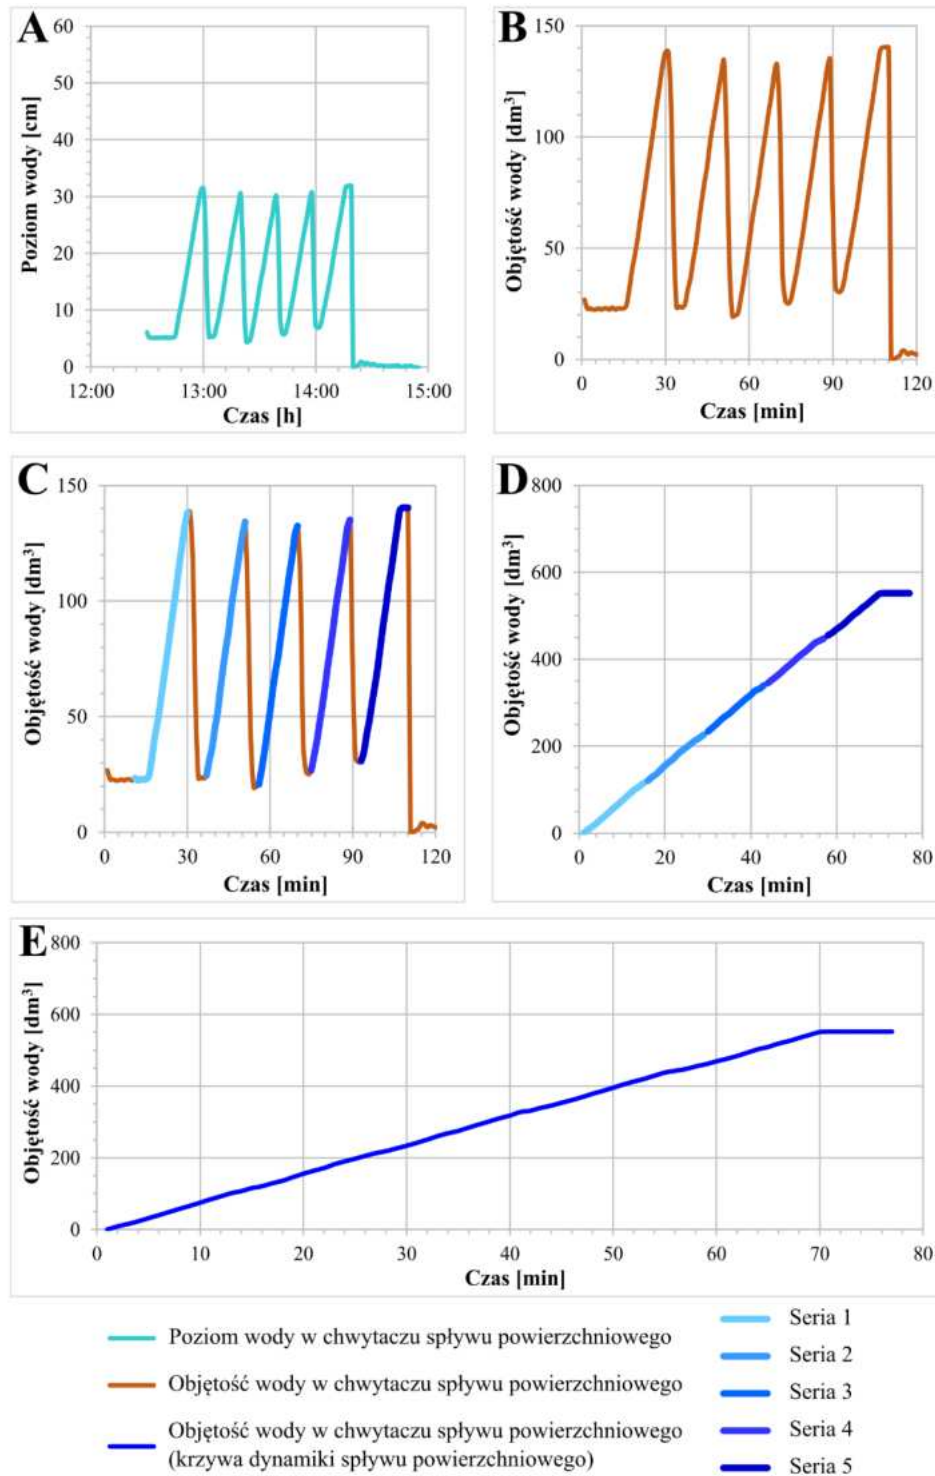 A
Poziom wody [cm]
60
50
40
30
20
10
0
12:00 13:00 14:00 15:00
Czas [h]
B
Objętość wody [dm³]
150
100
50
0
0 30 60 90 120
Czas [min]
C
Objętość wody [dm³]
150
100
50
0
0 30 60 90 120
Czas [min]
D
Objętość wody [dm³]
800
600
400
200
0
0 20 40 60 80
Czas [min]
E
Objętość wody [dm³]
800
600
400
200
0
0 10 20 30 40 50 60 70 80
Czas [min]
Poziom wody w chwytaczu spływu powierzchniowego
Objętość wody w chwytaczu spływu powierzchniowego
Objętość wody w chwytaczu spływu powierzchniowego
(krzywa dynamiki spływu powierzchniowego)
Seria 1
Seria 2
Seria 3
Seria 4
Seria 5